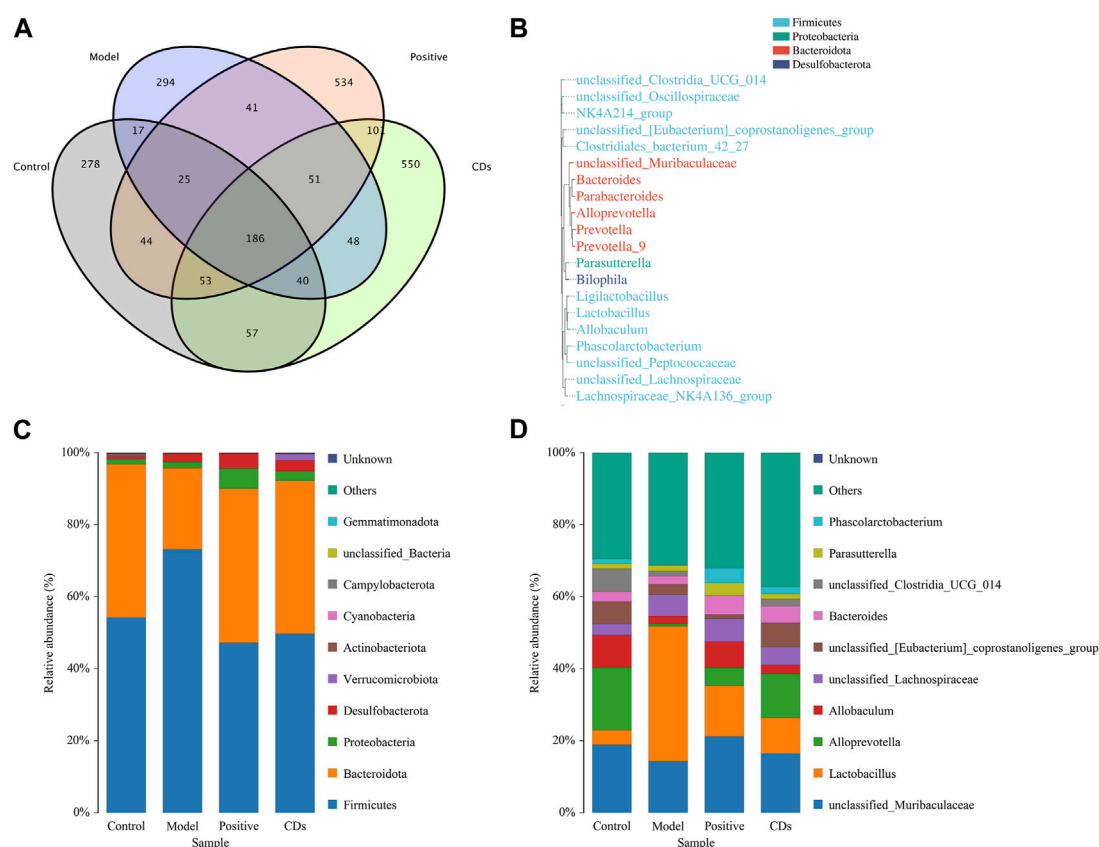 A
Model
Positive
Control
CDs
294
534
41
17
101
278
550
25
51
44
186
48
53
40
57
B
Firmicutes
Proteobacteria
Bacteroidota
Desulfobacterota
unclassified_Clostridia_UCG_014
unclassified_Oscillospiraceae
NK4A214_group
unclassified_[Eubacterium]_coprostanoligenes_group
Clostridiales_bacterium_42_27
unclassified_Muribaculaceae
Bacteroides
Parabacteroides
Alloprevotella
Prevotella
Prevotella_9
Parasutterella
Bilophila
Ligilactobacillus
Lactobacillus
Allobaculum
Phascolarctobacterium
unclassified_Peptococcaceae
unclassified_Lachnospiraceae
Lachnospiraceae_NK4A136_group
C
Relative abundance (%)
100%
80%
60%
40%
20%
0%
Control Model Positive CDs
Sample
Unknown
Others
Gemmatimonadota
unclassified_Bacteria
Campylobacterota
Cyanobacteria
Actinobacteriota
Verrucomicrobiota
Desulfobacterota
Proteobacteria
Bacteroidota
Firmicutes
D
Relative abundance (%)
100%
80%
60%
40%
20%
0%
Control Model Positive CDs
Sample
Unknown
Others
Phascolarctobacterium
Parasutterella
unclassified_Clostridia_UCG_014
Bacteroides
unclassified_[Eubacterium]_coprostanoligenes_group
unclassified_Lachnospiraceae
Allobaculum
Alloprevotella
Lactobacillus
unclassified_Muribaculaceae